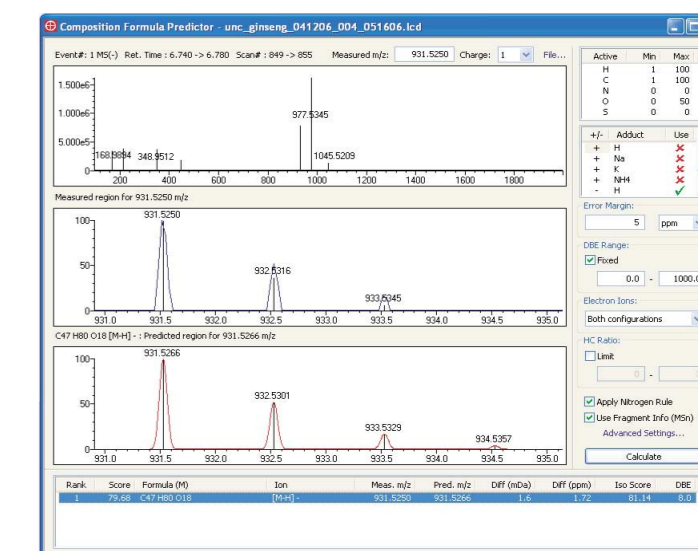 Composition Formula Predictor - unc_ginseng_041206_004_051606.lcd
Event#: 1 MS(-) Ret. Time : 6.740 -> 6.780 Scan# : 849 -> 855 Measured m/z: 931.5250 Charge: 1 File...
1.500e6
1.000e6
5.000e5
0
977.5345
168.9894 348.9512 1045.5209
200 400 600 800 1000 1200 1400 1600 1800
Measured region for 931.5250 m/z
100
50
0
931.5250
932.5316
933.5345
931.0 931.5 932.0 932.5 933.0 933.5 934.0 934.5 935.0
C47 H80 O18 [M-H] - : Predicted region for 931.5266 m/z
100
50
0
931.5266
932.5301
933.5329
934.5357
931.0 931.5 932.0 932.5 933.0 933.5 934.0 934.5 935.0
Active Min Max
H 1 100
C 1 100
N 0 0
O 0 50
S 0 0
+/- Adduct Use
+ H
+ Na
+ K
+ NH4
- H
Error Margin:
5 ppm
DBE Range:
Fixed
0.0 - 1000.0
Electron Ions:
Both configurations
HC Ratio:
Limit
0 -
Apply Nitrogen Rule
Use Fragment Info (MSn)
Advanced Settings...
Calculate
Rank Score Formula (M) Ion Meas. m/z Pred. m/z Diff (mDa) Diff (ppm) Iso Score DBE
1 79.68 C47 H80 O18 [M-H] - 931.5250 931.5266 1.6 1.72 81.14 8.0